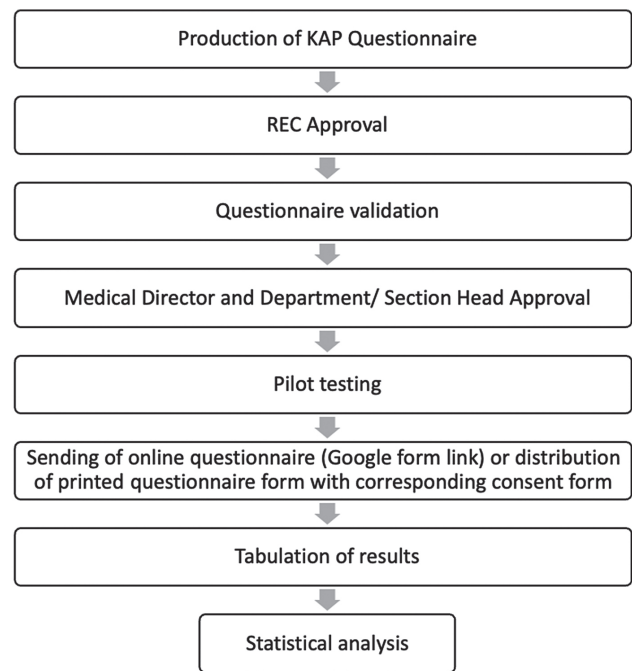 Production of KAP Questionnaire
REC Approval
Questionnaire validation
Medical Director and Department/ Section Head Approval
Pilot testing
Sending of online questionnaire (Google form link) or distribution
of printed questionnaire form with corresponding consent form
Tabulation of results
Statistical analysis